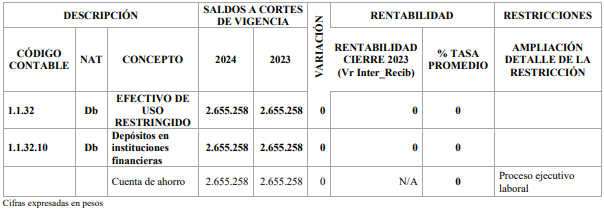 DESCRIPCIÓN SALDOS A CORTES DE VIGENCIA VARIACIÓN RENTABILIDAD RESTRICCIONES
CÓDIGO CONTABLE NAT CONCEPTO 2024 2023 RENTABILIDAD CIERRE 2023 (Vr Inter_Recib) % TASA PROMEDIO AMPLIACIÓN DETALLE DE LA RESTRICCIÓN
1.1.32 Db EFECTIVO DE USO RESTRINGIDO 2.655.258 2.655.258 0 0 0
1.1.32.10 Db Depósitos en instituciones financieras 2.655.258 2.655.258 0 0 0
Cuenta de ahorro 2.655.258 2.655.258 0 N/A 0 Proceso ejecutivo laboral
Cifras expresadas en pesos